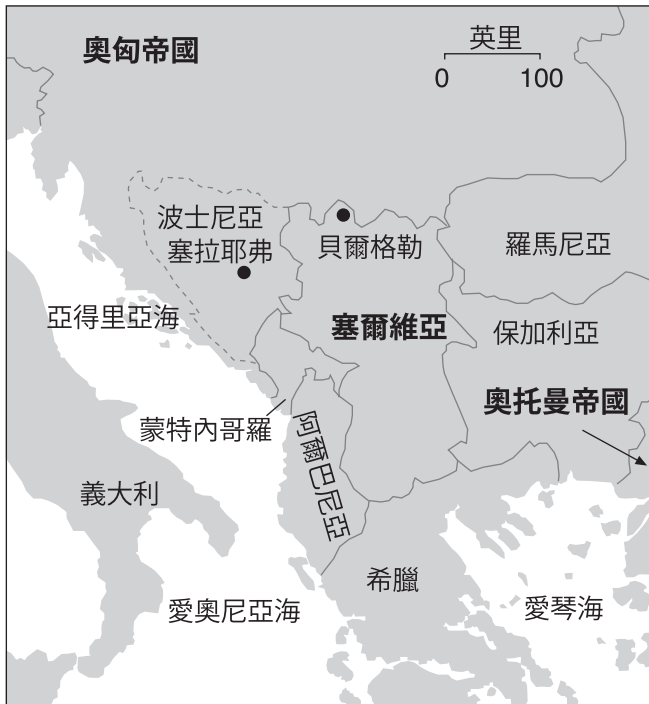 奧匈帝國
英里
0 100
波士尼亞
塞拉耶弗
貝爾格勒
羅馬尼亞
亞得里亞海
塞爾維亞
保加利亞
奧托曼帝國
蒙特內哥羅
阿爾巴尼亞
義大利
希臘
愛奧尼亞海
愛琴海